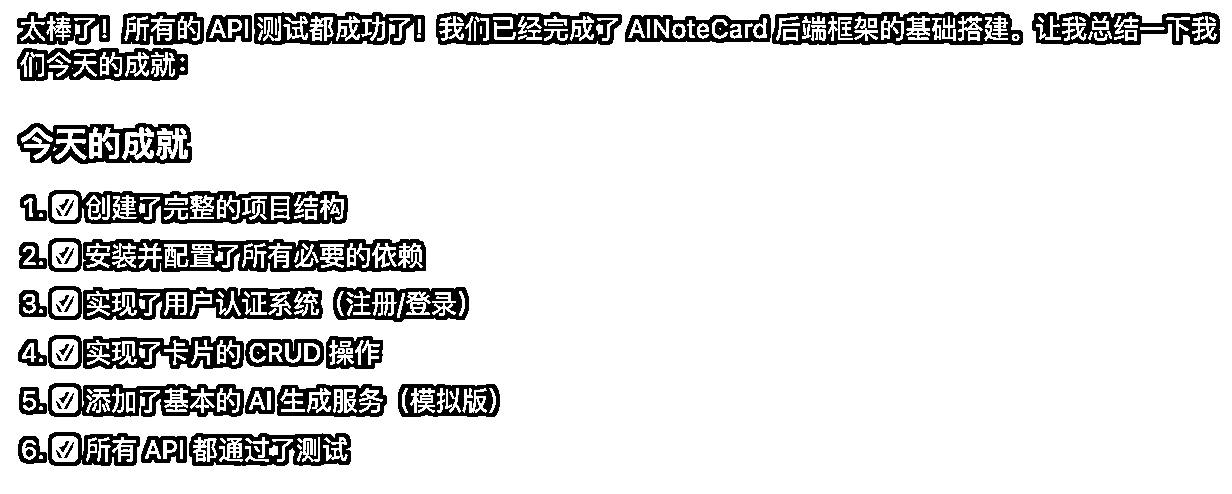 太棒了！所有的 API 测试都成功了！我们已经完成了 AINoteCard 后端框架的基础搭建。让我总结一下我
们今天的成就：
今天的成就
1. ✅ 创建了完整的项目结构
2. ✅ 安装并配置了所有必要的依赖
3. ✅ 实现了用户认证系统（注册/登录）
4. ✅ 实现了卡片的 CRUD 操作
5. ✅ 添加了基本的 AI 生成服务（模拟版）
6. ✅ 所有 API 都通过了测试